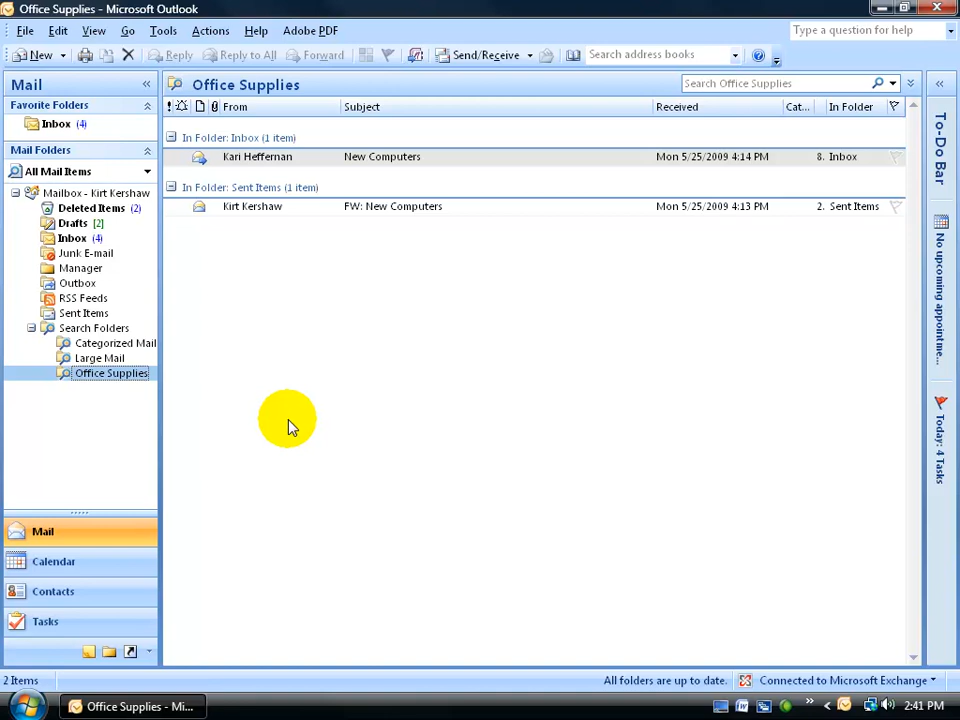 Office Supplies - Microsoft Outlook
File Edit View Go Tools Actions Help Adobe PDF
Type a question for help
New Reply Reply to All Forward Send/Receive Search address books
Mail «
Favorite Folders
Inbox (4)
Mail Folders
All Mail Items
Mailbox - Kirt Kershaw
Deleted Items (2)
Drafts [2]
Inbox (4)
Junk E-mail
Manager
Outbox
RSS Feeds
Sent Items
Search Folders
Categorized Mail
Large Mail
Office Supplies
Mail
Calendar
Contacts
Tasks
Office Supplies
Search Office Supplies
! From Subject Received Cat... In Folder
In Folder: Inbox (1 item)
Kari Heffernan New Computers Mon 5/25/2009 4:14 PM 8. Inbox
In Folder: Sent Items (1 item)
Kirt Kershaw FW: New Computers Mon 5/25/2009 4:13 PM 2. Sent Items
«
To-Do Bar
No upcoming appointme...
Today: 4 Tasks
2 Items
All folders are up to date. Connected to Microsoft Exchange
Office Supplies - Mi...
2:41 PM